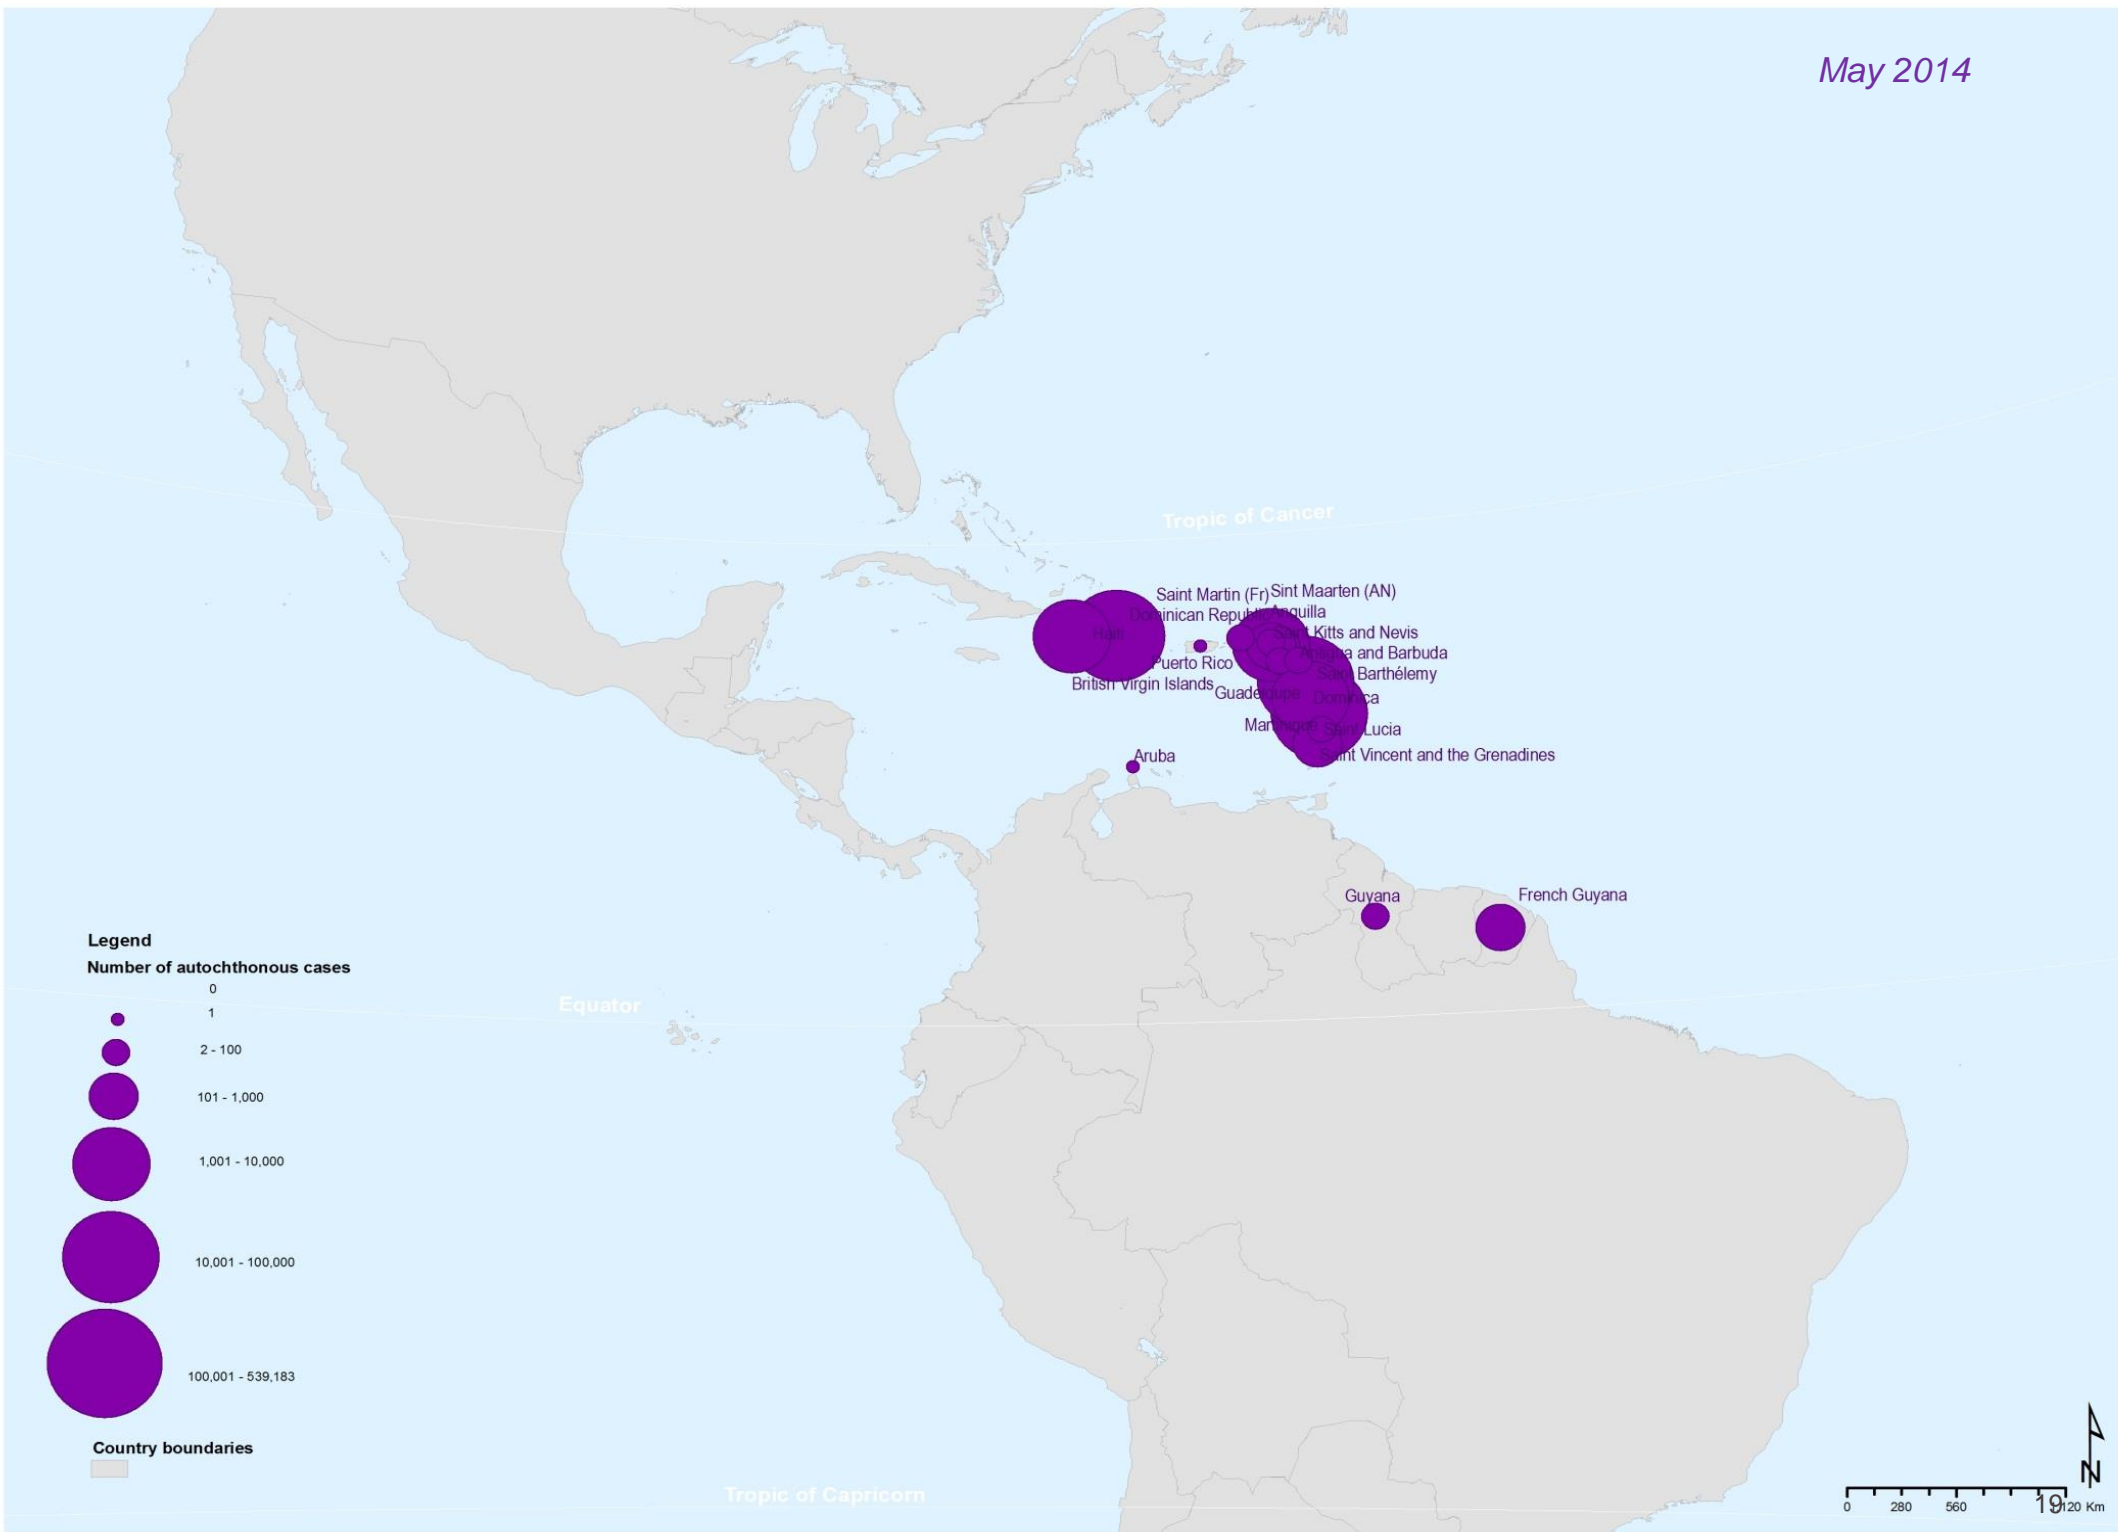 May 2014
Tropic of Cancer
Saint Martin (Fr)
Sint Maarten (AN)
Dominican Republic
Anguilla
Haiti
Saint Kitts and Nevis
Antigua and Barbuda
Puerto Rico
Saint Barthélemy
British Virgin Islands
Guadeloupe
Dominica
Martinique
Saint Lucia
Saint Vincent and the Grenadines
Aruba
Guyana
French Guyana
Legend
Number of autochthonous cases
0
1
2 - 100
101 - 1,000
1,001 - 10,000
10,001 - 100,000
100,001 - 539,183
Country boundaries
Equator
Tropic of Capricorn
N
0 280 560 1,120 Km
19